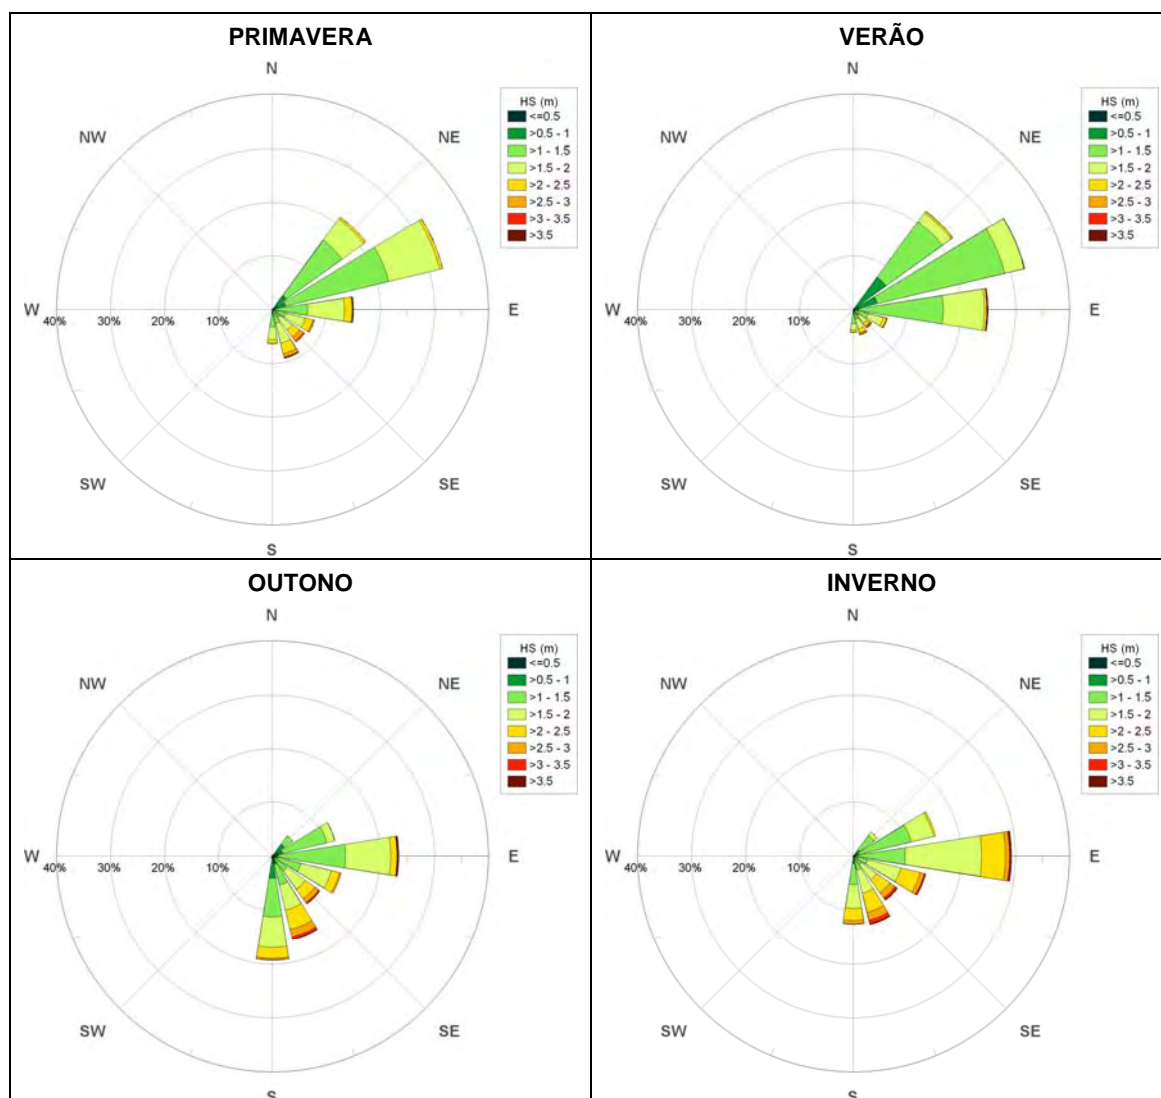 PRIMAVERA
N
NW
NE
W
E
40%
30%
20%
10%
SW
SE
S
HS (m)
<=0.5
>0.5 - 1
>1 - 1.5
>1.5 - 2
>2 - 2.5
>2.5 - 3
>3 - 3.5
>3.5
VERÃO
N
NW
NE
W
E
40%
30%
20%
10%
SW
SE
S
HS (m)
<=0.5
>0.5 - 1
>1 - 1.5
>1.5 - 2
>2 - 2.5
>2.5 - 3
>3 - 3.5
>3.5
OUTONO
N
NW
NE
W
E
40%
30%
20%
10%
SW
SE
S
HS (m)
<=0.5
>0.5 - 1
>1 - 1.5
>1.5 - 2
>2 - 2.5
>2.5 - 3
>3 - 3.5
>3.5
INVERNO
N
NW
NE
W
E
40%
30%
20%
10%
SW
SE
S
HS (m)
<=0.5
>0.5 - 1
>1 - 1.5
>1.5 - 2
>2 - 2.5
>2.5 - 3
>3 - 3.5
>3.5